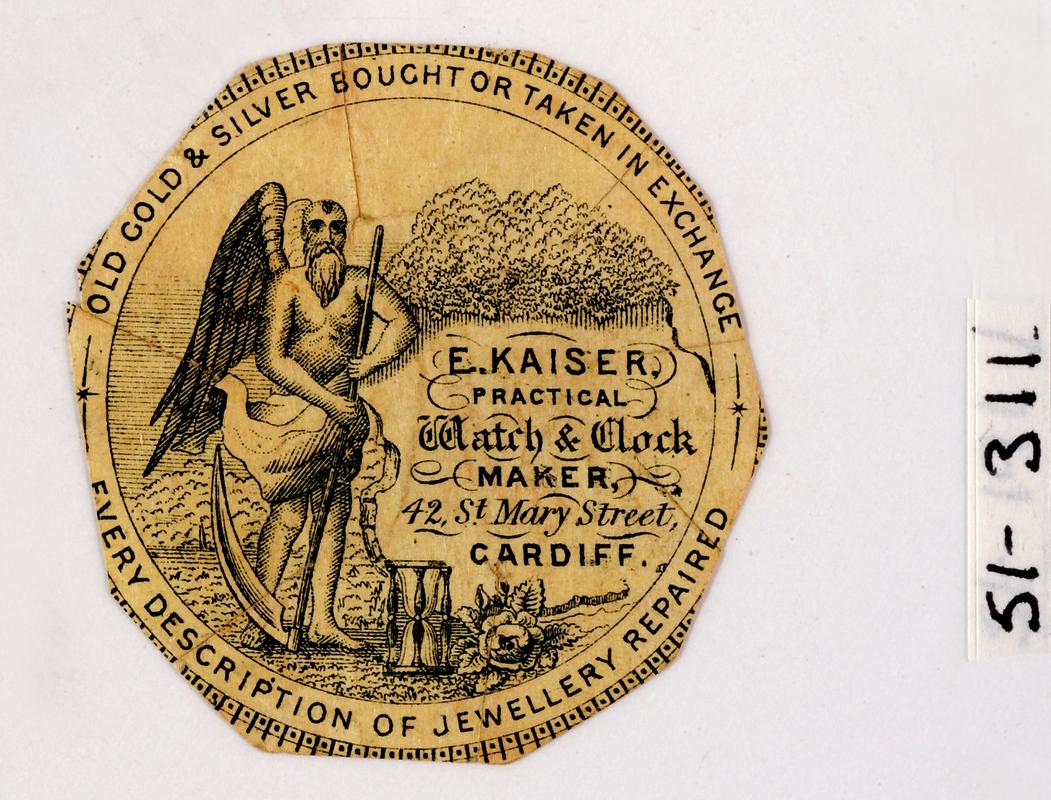 OLD GOLD & SILVER BOUGHT OR TAKEN IN EXCHANGE
E. KAISER,
PRACTICAL
Watch & Clock
MAKER,
42, St Mary Street,
CARDIFF.
EVERY DESCRIPTION OF JEWELLERY REPAIRED
51-311